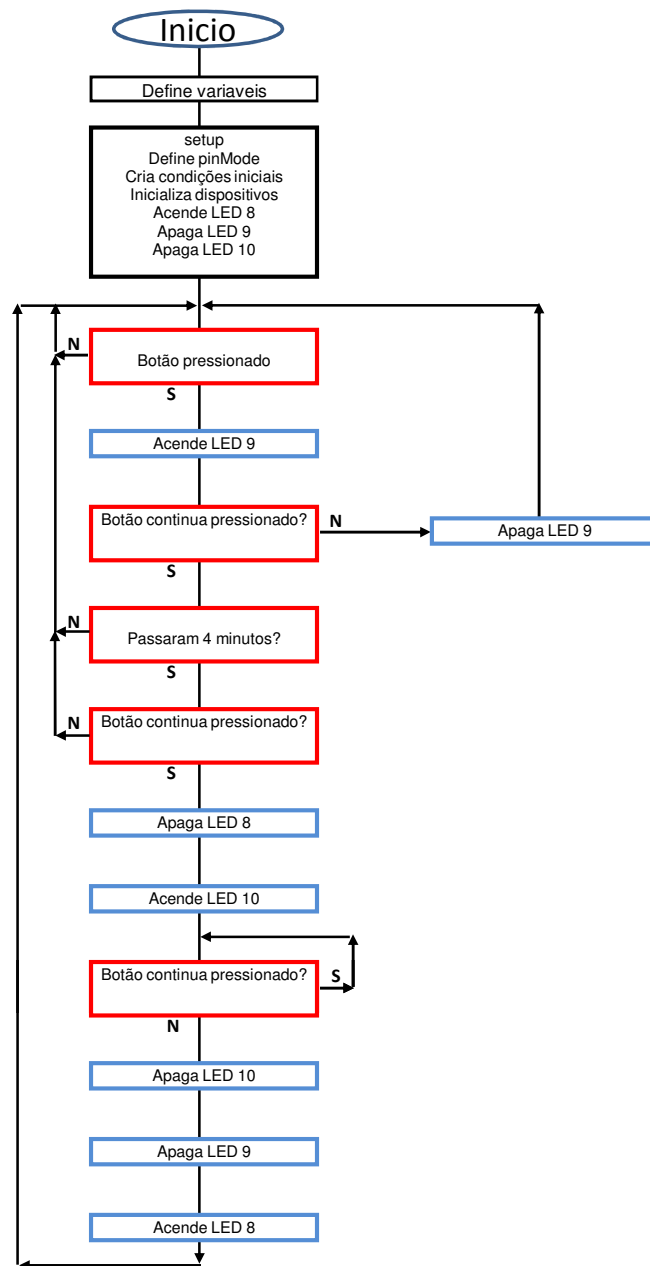 Inicio
Define variaveis
setup
Define pinMode
Cria condições iniciais
Inicializa dispositivos
Acende LED 8
Apaga LED 9
Apaga LED 10
N
Botão pressionado
S
Acende LED 9
Botão continua pressionado?
N
Apaga LED 9
S
N
Passaram 4 minutos?
S
Botão continua pressionado?
N
S
Apaga LED 8
Acende LED 10
Botão continua pressionado?
S
N
Apaga LED 10
Apaga LED 9
Acende LED 8